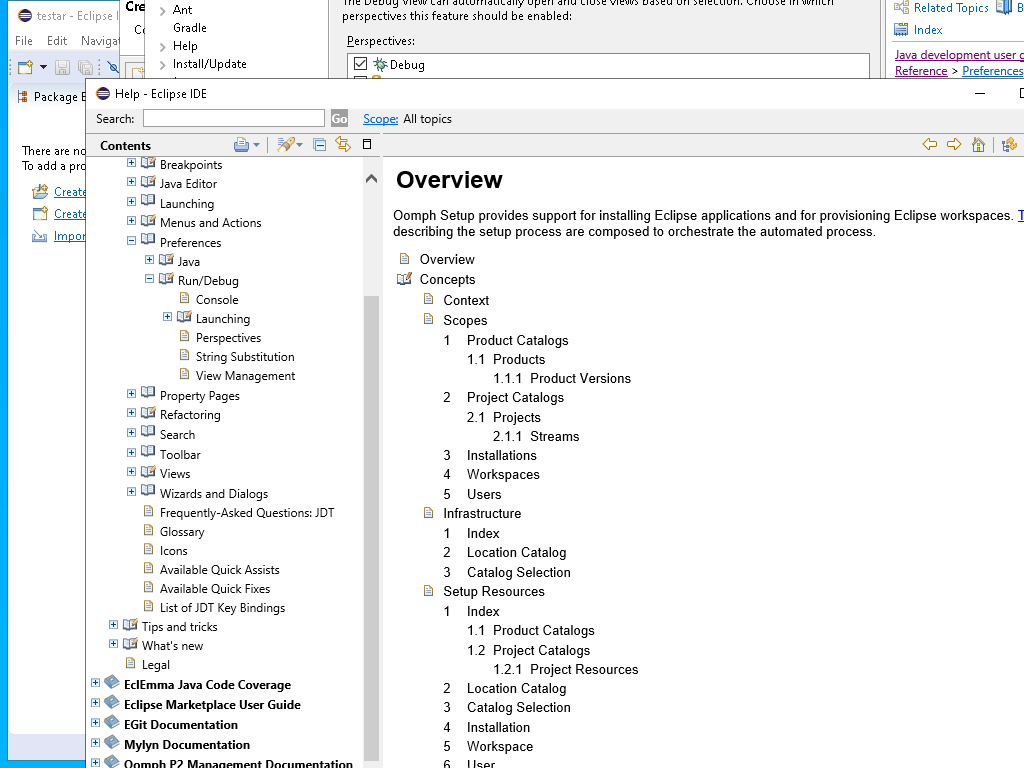 testar - Eclipse I
File Edit Navigat
Package E
There are no
To add a pro
Create
Create
Impor
Cre
Ant
Gradle
Help
Install/Update
The Debug View can automatically open and close views based on selection. Choose in which
perspectives this feature should be enabled:
Perspectives:
Debug
Related Topics
Index
Java development user g
Reference > Preferences
Help - Eclipse IDE
Search: Go Scope: All topics
Contents
Breakpoints
Java Editor
Launching
Menus and Actions
Preferences
Java
Run/Debug
Console
Launching
Perspectives
String Substitution
View Management
Property Pages
Refactoring
Search
Toolbar
Views
Wizards and Dialogs
Frequently-Asked Questions: JDT
Glossary
Icons
Available Quick Assists
Available Quick Fixes
List of JDT Key Bindings
Tips and tricks
What's new
Legal
EclEmma Java Code Coverage
Eclipse Marketplace User Guide
EGit Documentation
Mylyn Documentation
Oomph P2 Management Documentation
Overview
Oomph Setup provides support for installing Eclipse applications and for provisioning Eclipse workspaces. T
describing the setup process are composed to orchestrate the automated process.
Overview
Concepts
Context
Scopes
1 Product Catalogs
1.1 Products
1.1.1 Product Versions
2 Project Catalogs
2.1 Projects
2.1.1 Streams
3 Installations
4 Workspaces
5 Users
Infrastructure
1 Index
2 Location Catalog
3 Catalog Selection
Setup Resources
1 Index
1.1 Product Catalogs
1.2 Project Catalogs
1.2.1 Project Resources
2 Location Catalog
3 Catalog Selection
4 Installation
5 Workspace
6 User